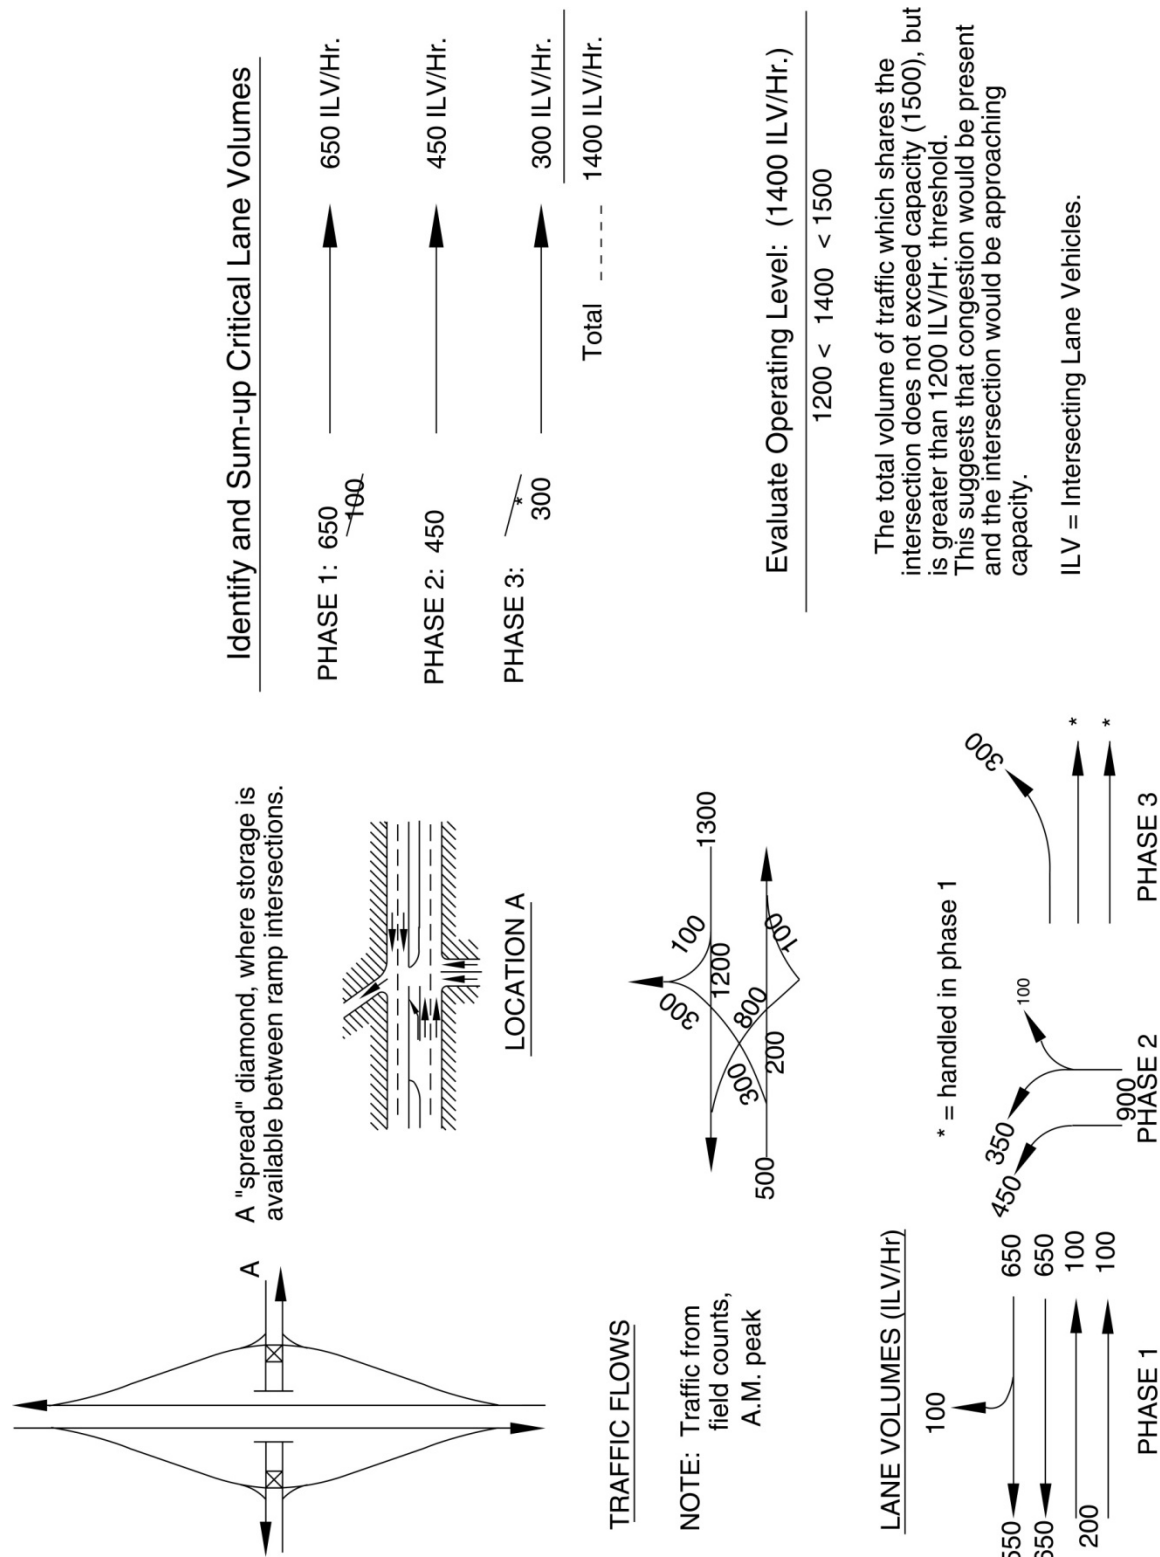 A "spread" diamond, where storage is
available between ramp intersections.
A
LOCATION A
TRAFFIC FLOWS
NOTE: Traffic from
field counts,
A.M. peak
1300
100
1200
300
800
100
300
200
500
LANE VOLUMES (ILV/Hr)
100
650
650
100
100
550
650
200
PHASE 1
450
350
100
900
PHASE 2
* = handled in phase 1
300
*
*
PHASE 3
Identify and Sum-up Critical Lane Volumes
PHASE 1: 650 650 ILV/Hr.
100
PHASE 2: 450 450 ILV/Hr.
PHASE 3: * 300 ILV/Hr.
300
Total ----- 1400 ILV/Hr.
Evaluate Operating Level: (1400 ILV/Hr.)
1200 < 1400 < 1500
The total volume of traffic which shares the
intersection does not exceed capacity (1500), but
is greater than 1200 ILV/Hr. threshold.
This suggests that congestion would be present
and the intersection would be approaching
capacity.
ILV = Intersecting Lane Vehicles.